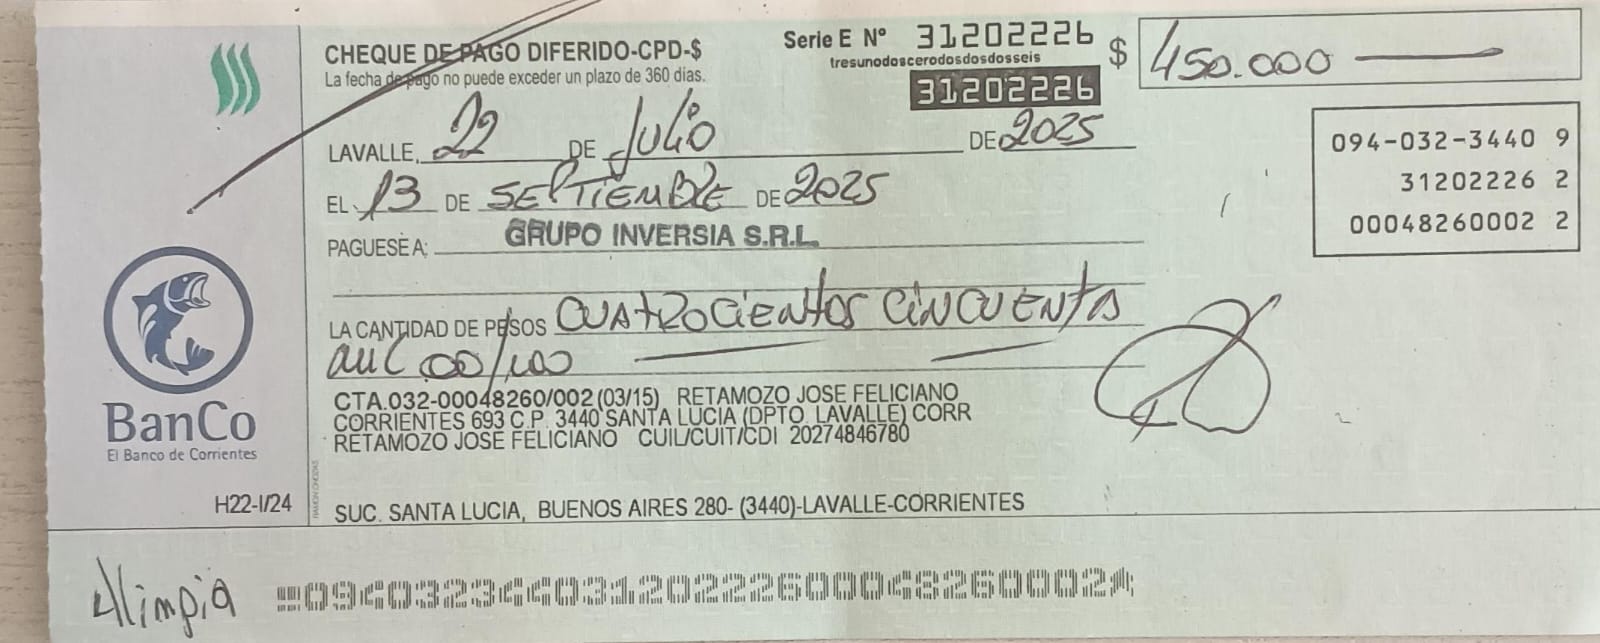 CHEQUE DE PAGO DIFERIDO-CPD-$
La fecha de pago no puede exceder un plazo de 360 días.
Serie E Nº 31202226
tresunodoscerodosdosdosseis
31202226
$ 450.000
LAVALLE, 22 DE Julio DE 2025
EL 13 DE SEPTIEMBRE DE 2025
PAGUESE A: GRUPO INVERSIA S.R.L.
094-032-3440 9
31202226 2
00048260002 2
LA CANTIDAD DE PESOS CUATROCIENTOS CINCUENTA
MIL 00/100
CTA.032-00048260/002 (03/15) RETAMOZO JOSE FELICIANO
CORRIENTES 693 C.P. 3440 SANTA LUCIA (DPTO. LAVALLE) CORR
RETAMOZO JOSE FELICIANO CUIL/CUIT/CDI 20274846780
BanCo
El Banco de Corrientes
H22-I/24
SUC. SANTA LUCIA, BUENOS AIRES 280- (3440)-LAVALLE-CORRIENTES
09403234403120222600048260002